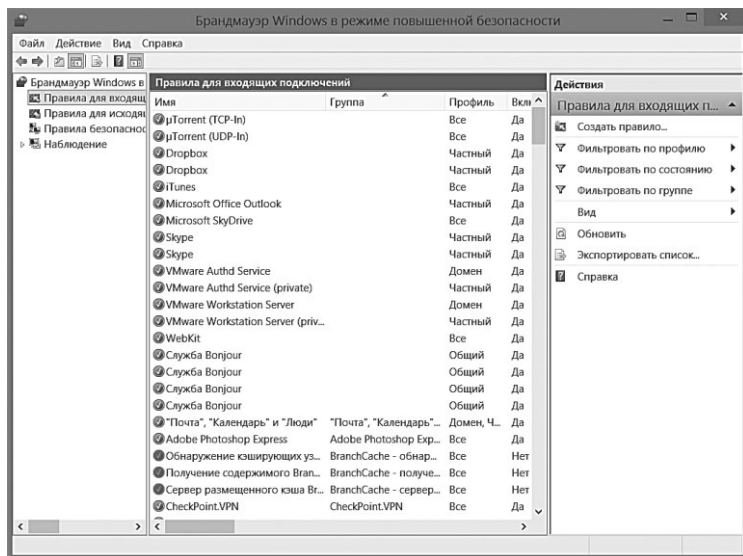 Брандмауэр Windows в режиме повышенной безопасности
Файл Действие Вид Справка
Брандмауэр Windows в
Правила для входящ
Правила для исходя
Правила безопаснос
Наблюдение
Правила для входящих подключений
Имя Группа Профиль Вклю
µTorrent (TCP-In) Все Да
µTorrent (UDP-In) Все Да
Dropbox Частный Да
Dropbox Частный Да
iTunes Все Да
Microsoft Office Outlook Частный Да
Microsoft SkyDrive Все Да
Skype Частный Да
Skype Частный Да
VMware Authd Service Домен Да
VMware Authd Service (private) Частный Да
VMware Workstation Server Домен Да
VMware Workstation Server (priv... Частный Да
WebKit Все Да
Служба Bonjour Общий Да
Служба Bonjour Общий Да
Служба Bonjour Общий Да
Служба Bonjour Общий Да
"Почта", "Календарь" и "Люди" "Почта", "Календарь"... Домен, Ч... Да
Adobe Photoshop Express Adobe Photoshop Exp... Все Да
Обнаружение кэширующих уз... BranchCache - обнар... Все Нет
Получение содержимого Bran... BranchCache - получе... Все Нет
Сервер размещенного кэша Br... BranchCache - сервер... Все Нет
CheckPoint.VPN CheckPoint.VPN Все Да
Действия
Правила для входящих п...
Создать правило...
Фильтровать по профилю
Фильтровать по состоянию
Фильтровать по группе
Вид
Обновить
Экспортировать список...
Справка